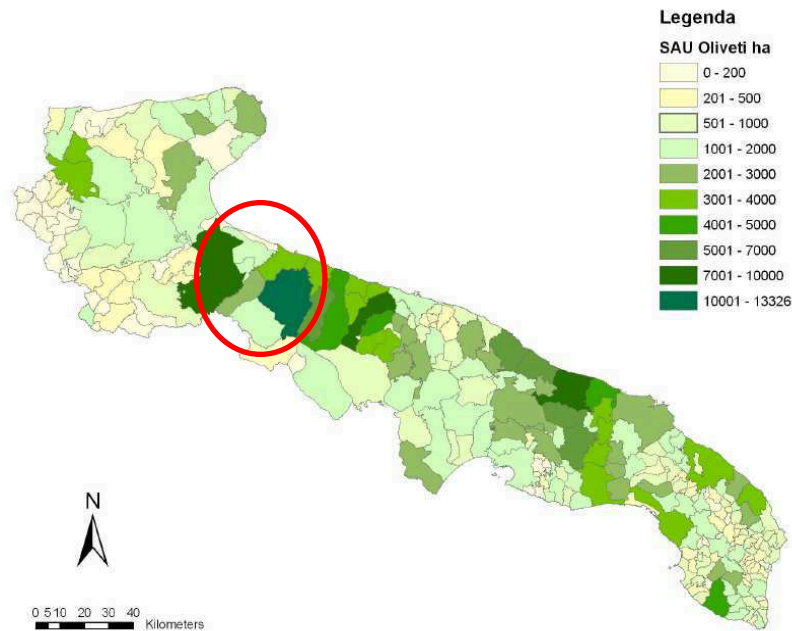 Legenda
SAU Oliveti ha
0 - 200
201 - 500
501 - 1000
1001 - 2000
2001 - 3000
3001 - 4000
4001 - 5000
5001 - 7000
7001 - 10000
10001 - 13326
N
0 5 10 20 30 40
Kilometers